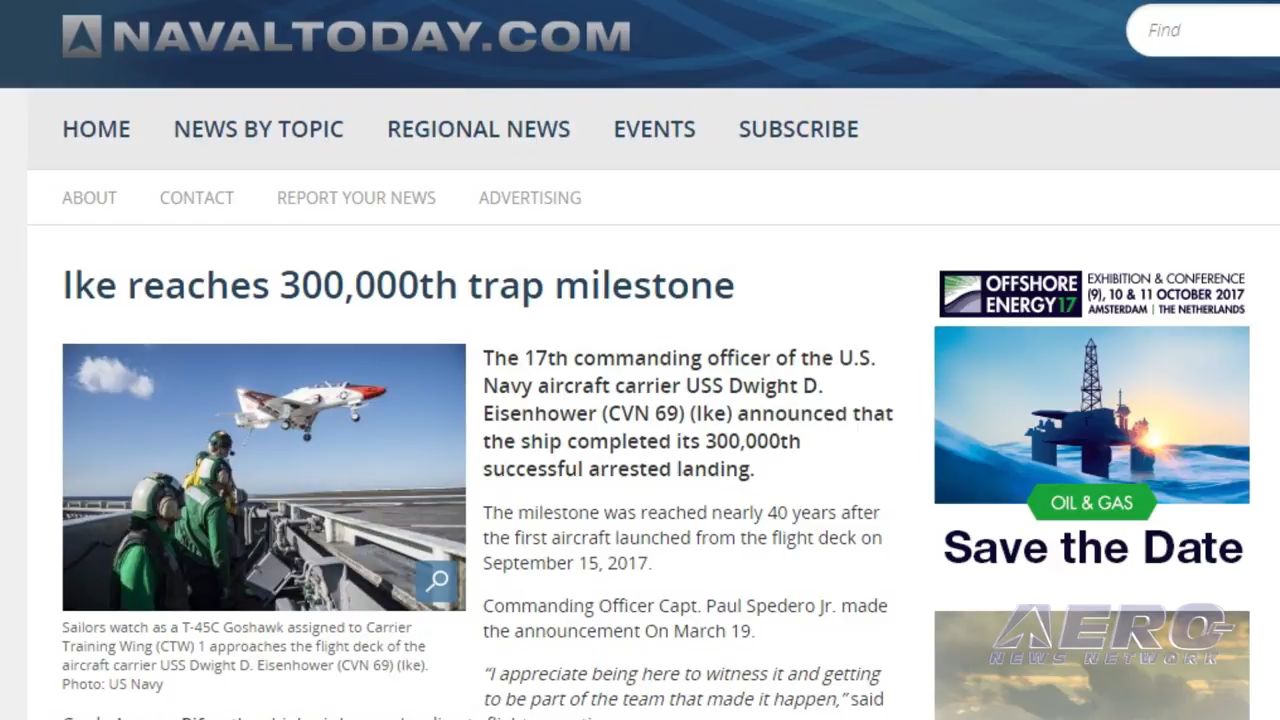 NAVALTODAY.COM
Find
HOME NEWS BY TOPIC REGIONAL NEWS EVENTS SUBSCRIBE
ABOUT CONTACT REPORT YOUR NEWS ADVERTISING
Ike reaches 300,000th trap milestone
The 17th commanding officer of the U.S.
Navy aircraft carrier USS Dwight D.
Eisenhower (CVN 69) (Ike) announced that
the ship completed its 300,000th
successful arrested landing.
The milestone was reached nearly 40 years after
the first aircraft launched from the flight deck on
September 15, 2017.
Commanding Officer Capt. Paul Spedero Jr. made
the announcement On March 19.
“I appreciate being here to witness it and getting
to be part of the team that made it happen,” said
Sailors watch as a T-45C Goshawk assigned to Carrier
Training Wing (CTW) 1 approaches the flight deck of the
aircraft carrier USS Dwight D. Eisenhower (CVN 69) (Ike).
Photo: US Navy
OFFSHORE
ENERGY17
EXHIBITION & CONFERENCE
(9), 10 & 11 OCTOBER 2017
AMSTERDAM | THE NETHERLANDS
OIL & GAS
Save the Date
AERO
NEWS NETWORK